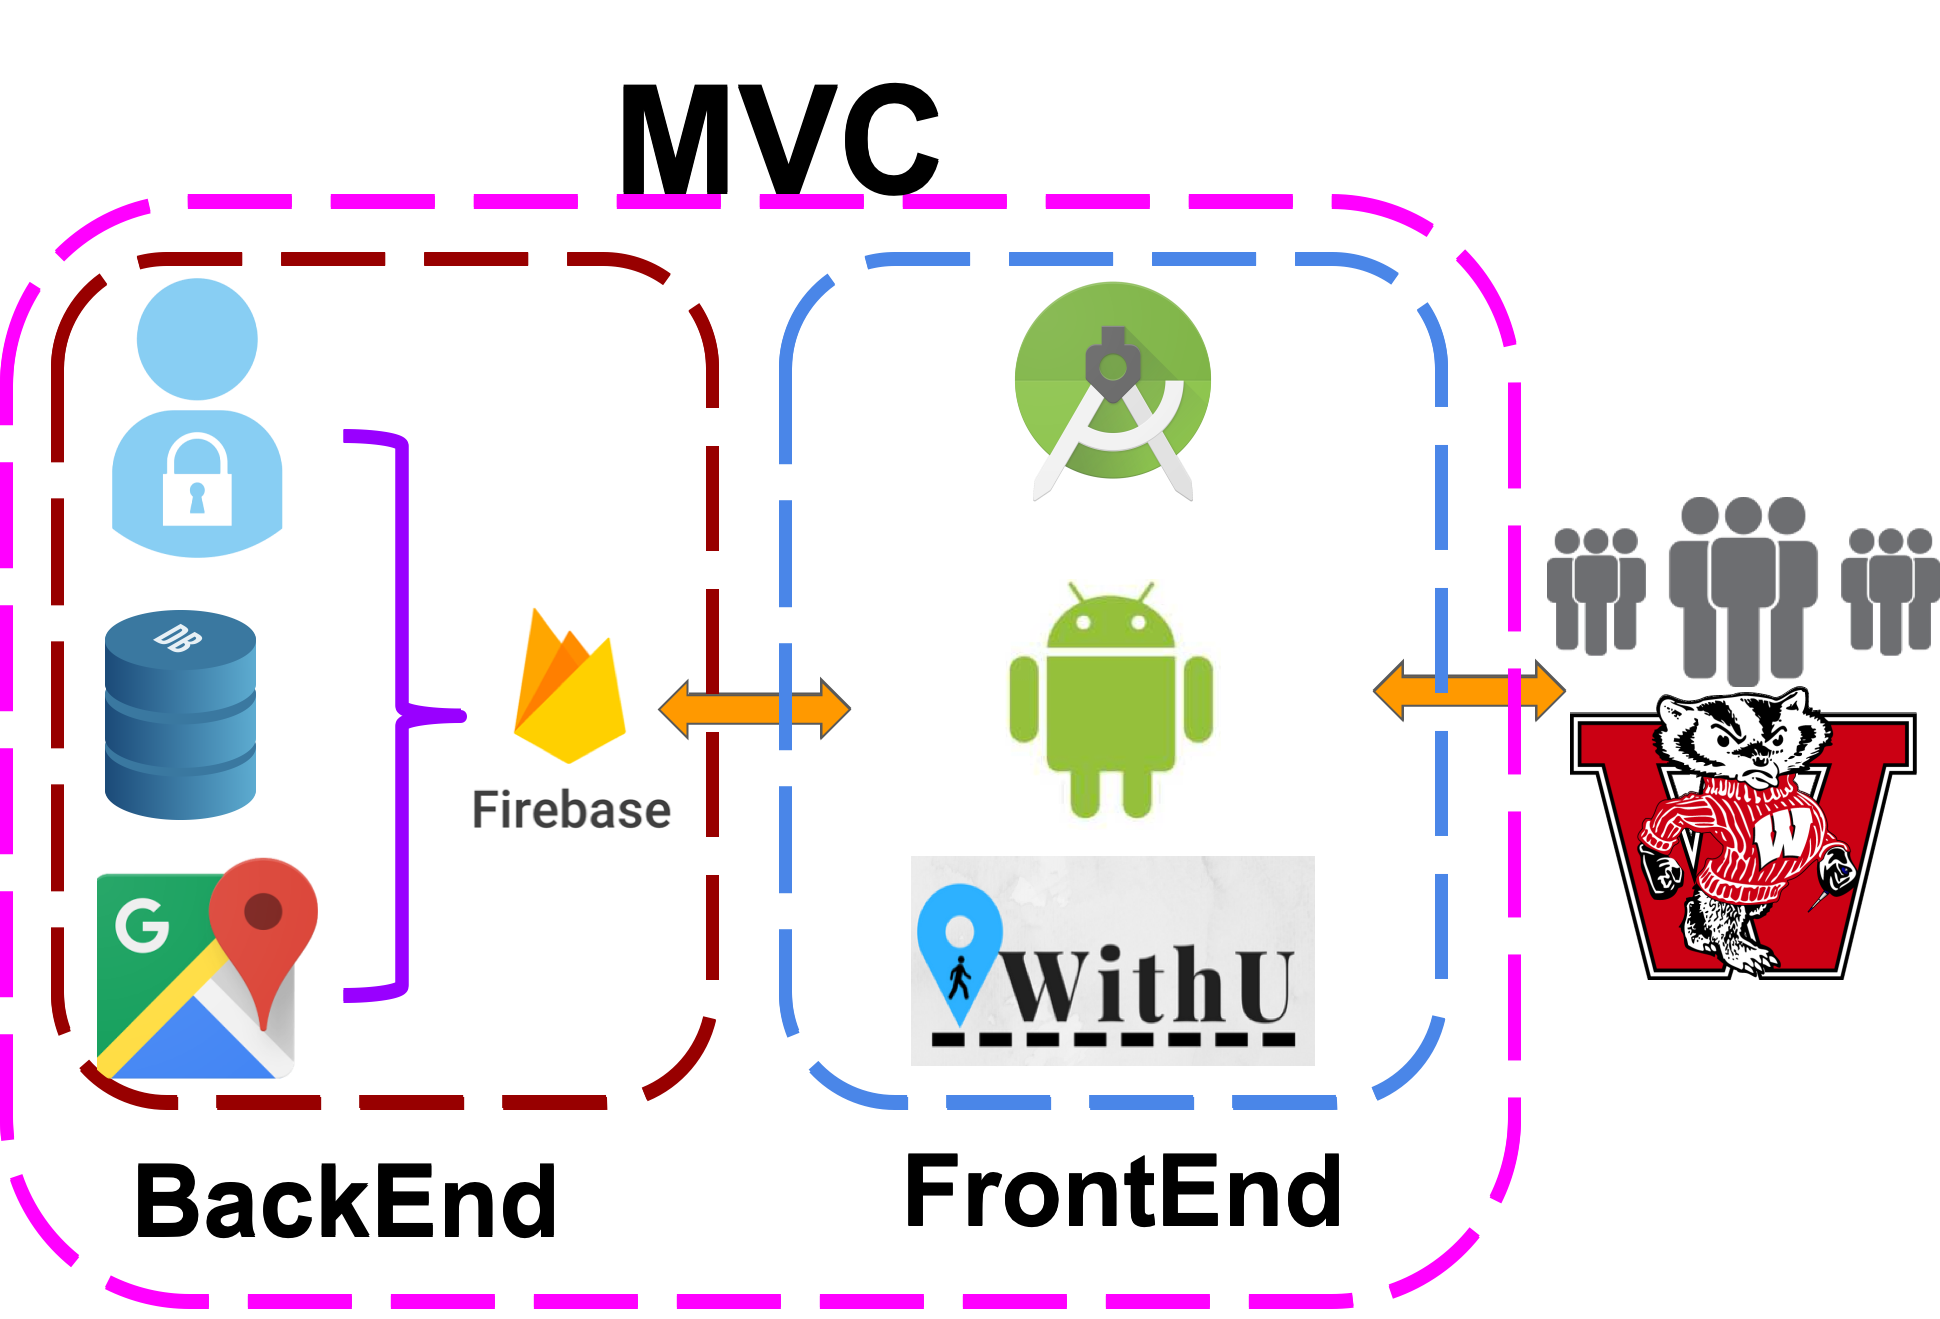 MVC
DB
G
Firebase
WithU
W
BackEnd
FrontEnd